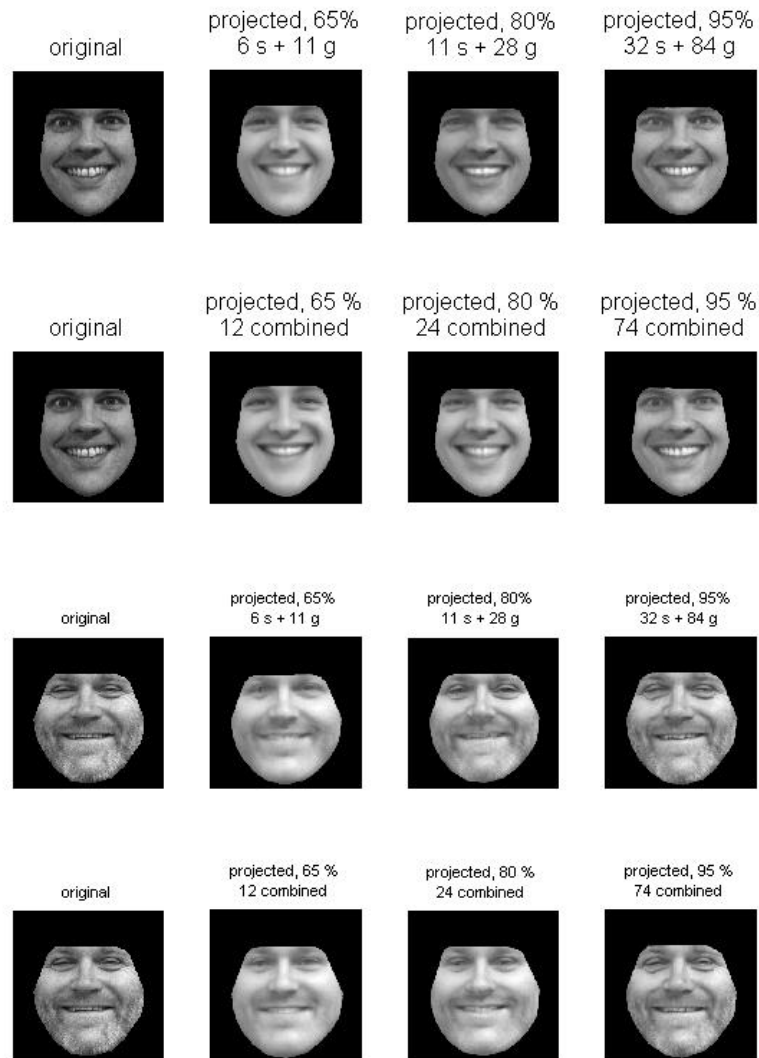 original
projected, 65%
6 s + 11 g
projected, 80%
11 s + 28 g
projected, 95%
32 s + 84 g
original
projected, 65 %
12 combined
projected, 80 %
24 combined
projected, 95 %
74 combined
original
projected, 65%
6 s + 11 g
projected, 80%
11 s + 28 g
projected, 95%
32 s + 84 g
original
projected, 65 %
12 combined
projected, 80 %
24 combined
projected, 95 %
74 combined